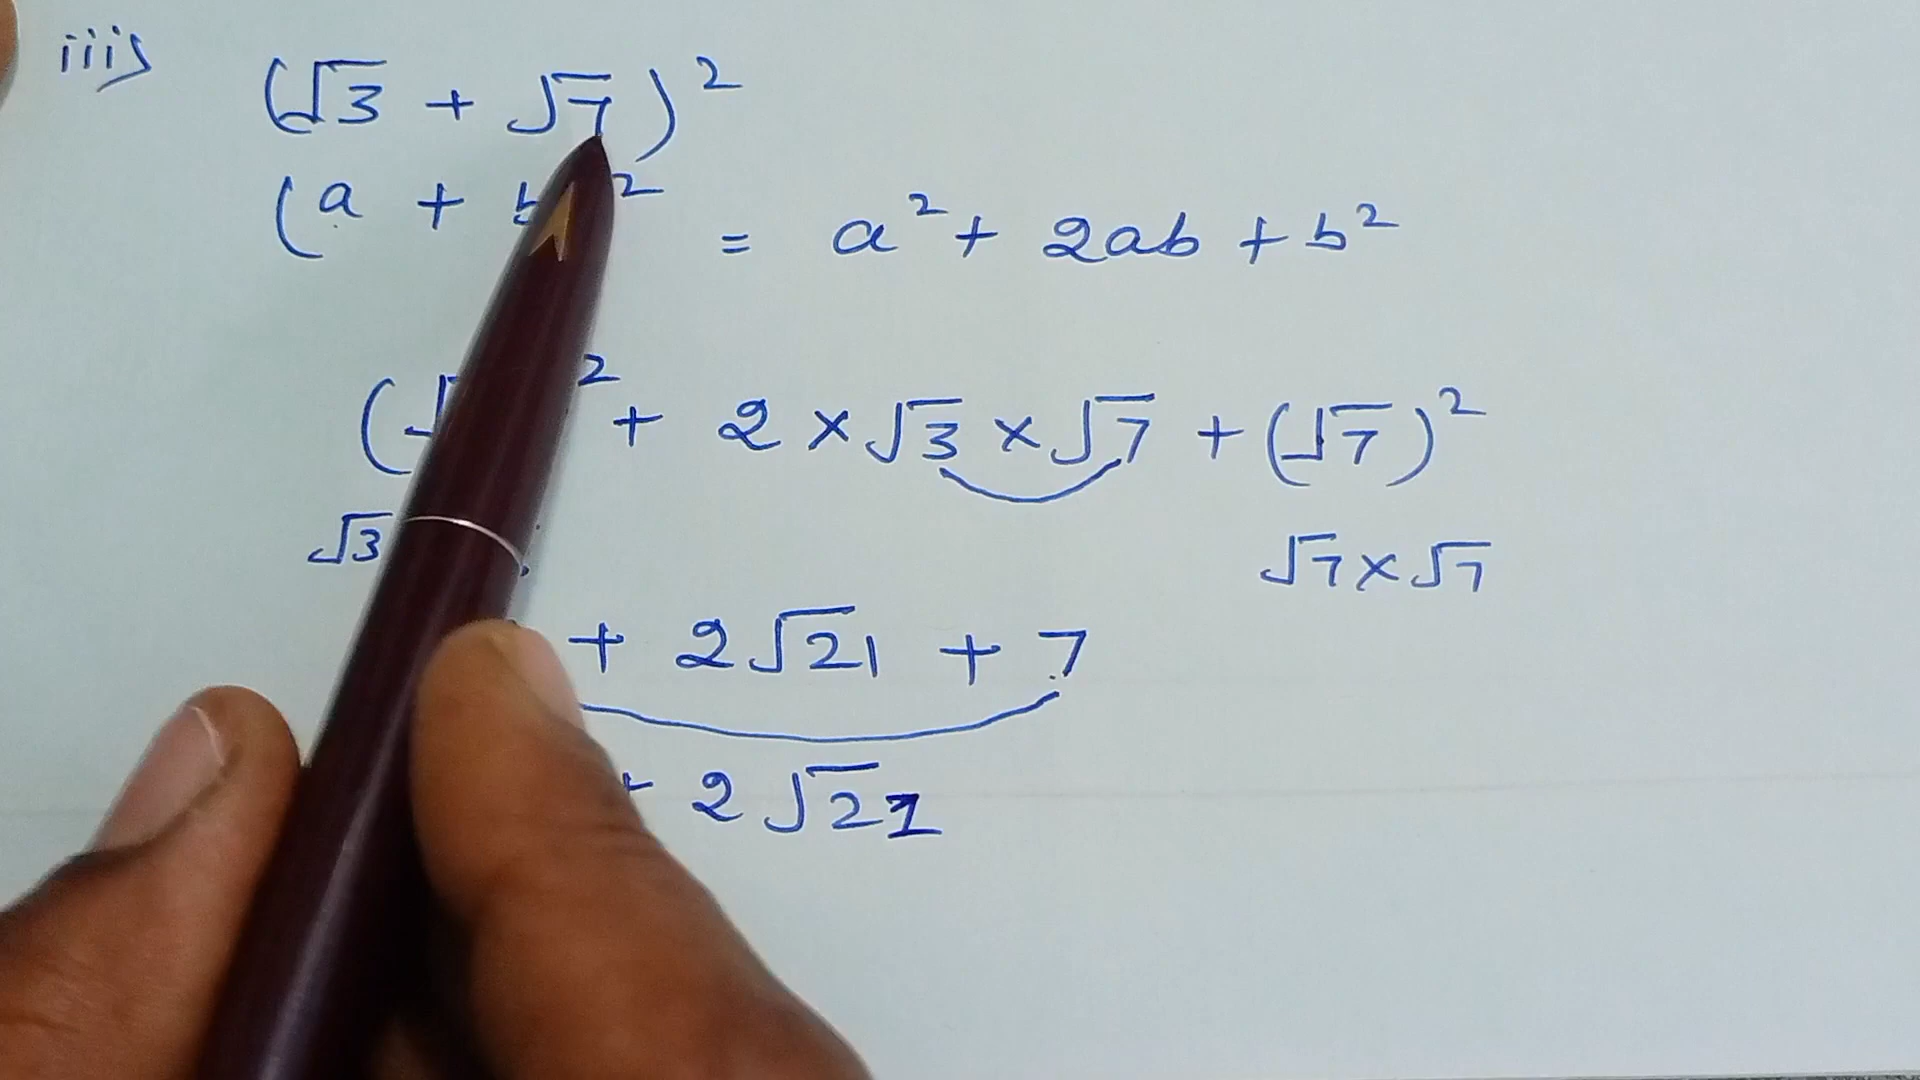 iii) (√3 + √7)²
(a + b ² = a² + 2ab + b²
( ² + 2 × √3 × √7 + (√7)²
√3 √7 × √7
+ 2√21 + 7
+ 2√21